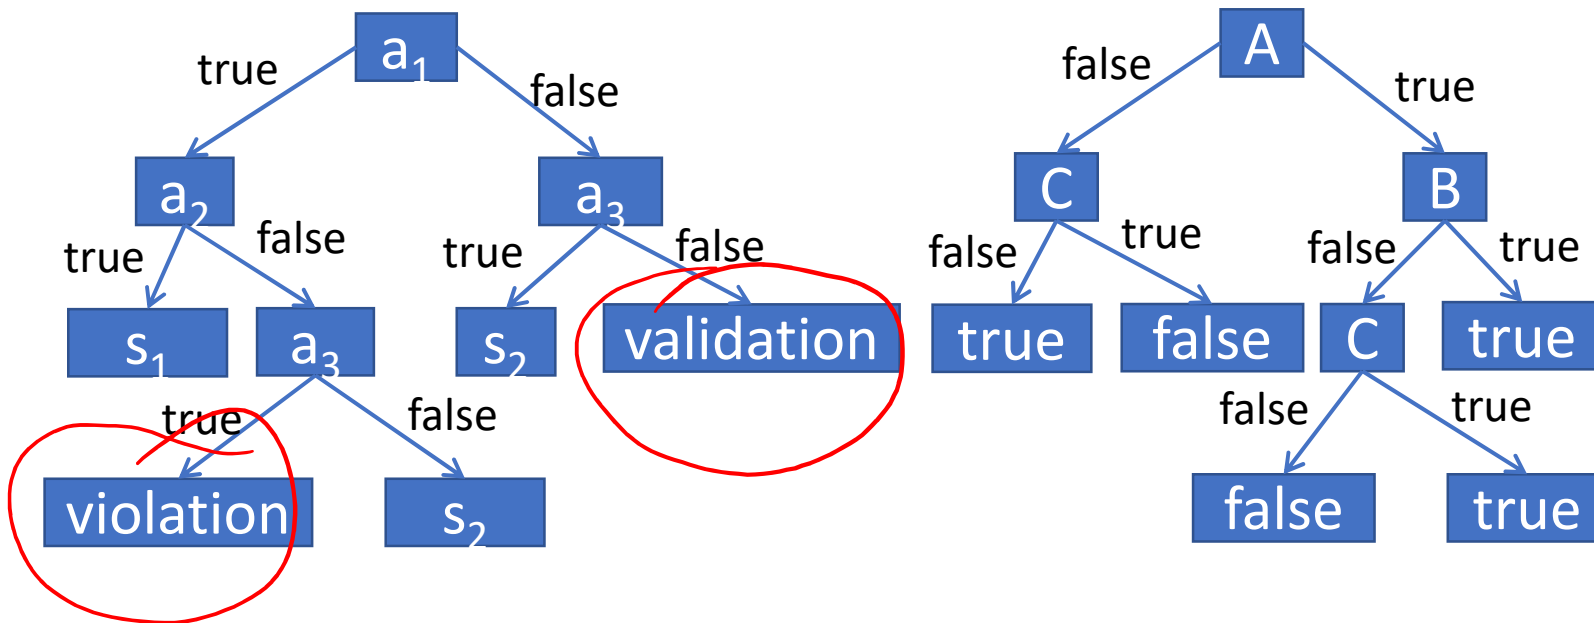 a₁
true
false
a₂
a₃
true
false
true
false
s₁
a₃
s₂
validation
true
false
violation
s₂
A
false
true
C
B
false
true
false
true
true
false
C
true
false
true
false
true